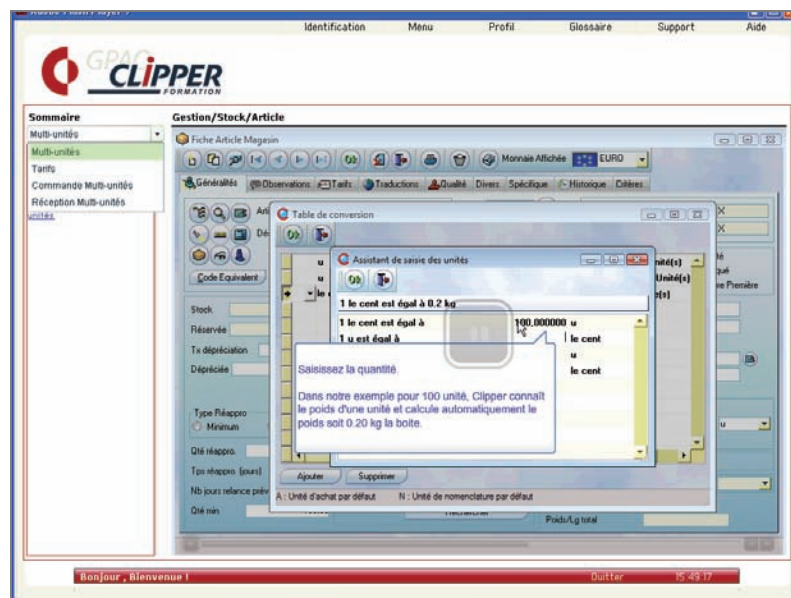 Identification Menu Profil Glossaire Support Aide
GPAO
CLiPPER
FORMATION
Sommaire
Gestion/Stock/Article
Multi-unités
Multi-unités
Tarifs
Commande Multi-unités
Réception Multi-unités
unités
Fiche Article Magasin
Monnaie Affichée EURO
Généralités Observations Tarifs Traductions Qualité Divers Spécifique Historique Critères
Table de conversion
Code Equivalent
Assistant de saisie des unités
1 le cent est égal à 0.2 kg
1 le cent est égal à 100.000000 u
1 u est égal à le cent
u
le cent
Saisissez la quantité.
Dans notre exemple pour 100 unité, Clipper connaît
le poids d'une unité et calcule automatiquement le
poids soit 0.20 kg la boite.
Stock
Réservée
Tx dépréciation
Dépréciée
Type Réappro
Minimum
u
Qté réappro.
Tps réappro. (jours)
Nb jours relance prév
Qté min
Ajouter Supprimer
A : Unité d'achat par défaut N : Unité de nomenclature par défaut
Poids/Lg total
Bonjour , Bienvenue ! Quitter 15:49:17